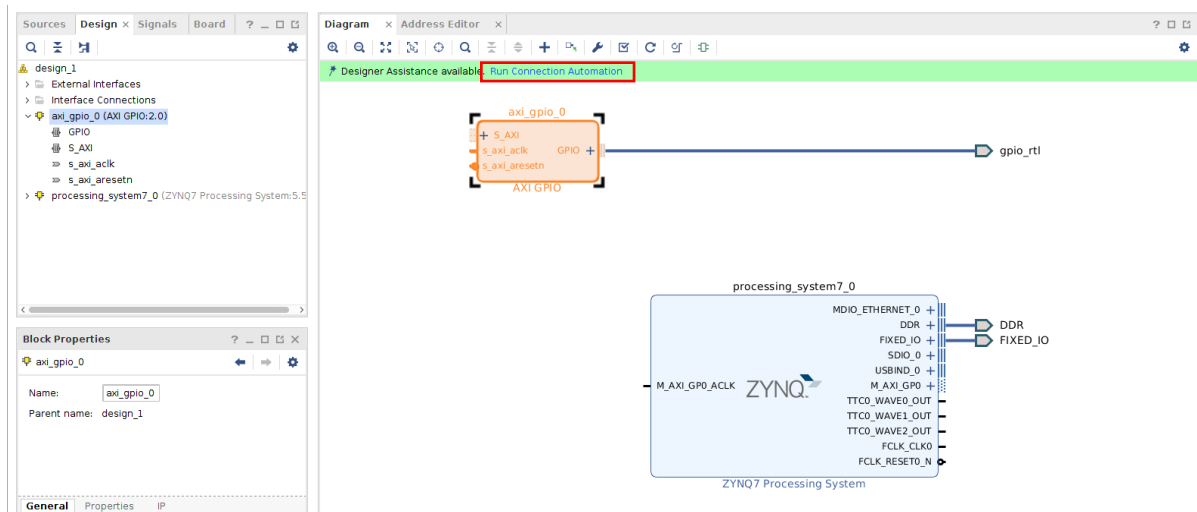 Sources Design × Signals Board ? _ □
Diagram × Address Editor × ? □
design_1
External Interfaces
Interface Connections
axi_gpio_0 (AXI GPIO:2.0)
GPIO
S_AXI
s_axi_aclk
s_axi_aresetn
processing_system7_0 (ZYNQ7 Processing System:5.5
Block Properties ? _ □ ×
axi_gpio_0
Name: axi_gpio_0
Parent name: design_1
General Properties IP
Designer Assistance available. Run Connection Automation
axi_gpio_0
S_AXI
s_axi_aclk GPIO
s_axi_aresetn
AXI GPIO
gpio_rtl
processing_system7_0
MDIO_ETHERNET_0
DDR
FIXED_IO
SDIO_0
USBIND_0
M_AXI_GP0_ACLK ZYNQ M_AXI_GP0
TTC0_WAVE0_OUT
TTC0_WAVE1_OUT
TTC0_WAVE2_OUT
FCLK_CLK0
FCLK_RESET0_N
ZYNQ7 Processing System
DDR
FIXED_IO